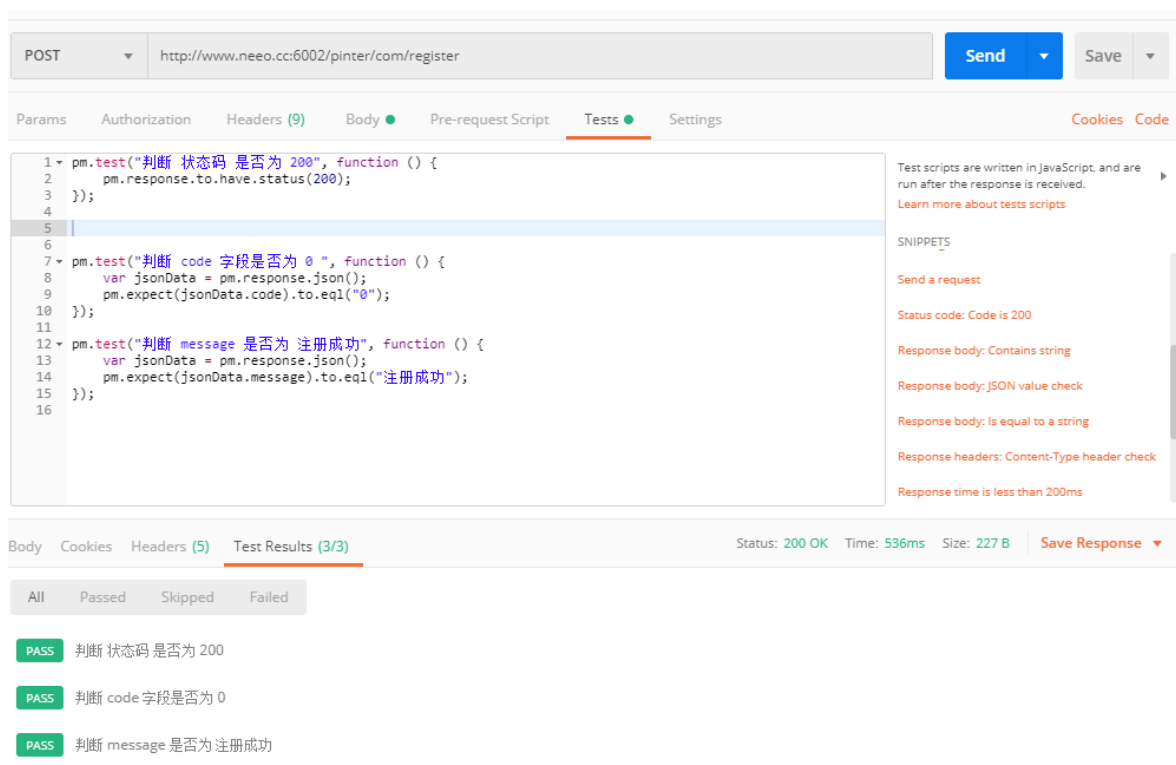 POST http://www.neeo.cc:6002/pinter/com/register Send Save
Params Authorization Headers (9) Body Pre-request Script Tests Settings Cookies Code
1 pm.test("判断 状态码 是否为 200", function () {
2 pm.response.to.have.status(200);
3 });
4
5
6
7 pm.test("判断 code 字段是否为 0 ", function () {
8 var jsonData = pm.response.json();
9 pm.expect(jsonData.code).to.eql("0");
10 });
11
12 pm.test("判断 message 是否为 注册成功", function () {
13 var jsonData = pm.response.json();
14 pm.expect(jsonData.message).to.eql("注册成功");
15 });
16
Test scripts are written in JavaScript, and are
run after the response is received.
Learn more about tests scripts
SNIPPETS
Send a request
Status code: Code is 200
Response body: Contains string
Response body: JSON value check
Response body: Is equal to a string
Response headers: Content-Type header check
Response time is less than 200ms
Body Cookies Headers (5) Test Results (3/3) Status: 200 OK Time: 536ms Size: 227 B Save Response
All Passed Skipped Failed
PASS 判断 状态码 是否为 200
PASS 判断 code 字段是否为 0
PASS 判断 message 是否为 注册成功